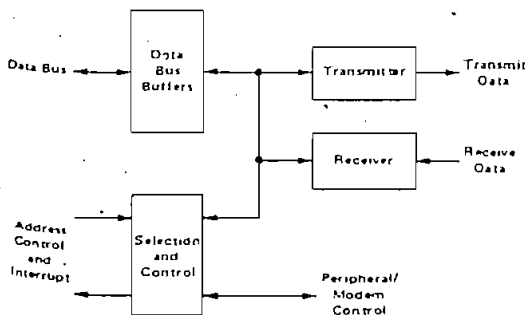 Data
Bus
Buffers
Data Bus
Transmitter
Transmit
Data
Receiver
Receive
Data
Address
Control
and
Interrupt
Selection
and
Control
Peripheral/
Modem
Control